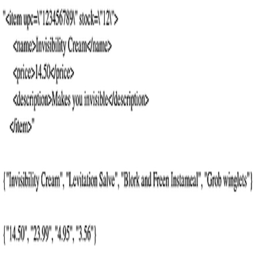 "<item upc=\"123456789\" stock=\"12\">
<name>Invisibility Cream</name>
<price>14.50</price>
<description>Makes you invisible</description>
</item>"
{"Invisibility Cream", "Levitation Salve", "Blork and Freen Instameal", "Grob winglets"}
{"14.50", "23.99", "4.95", "3.56"}